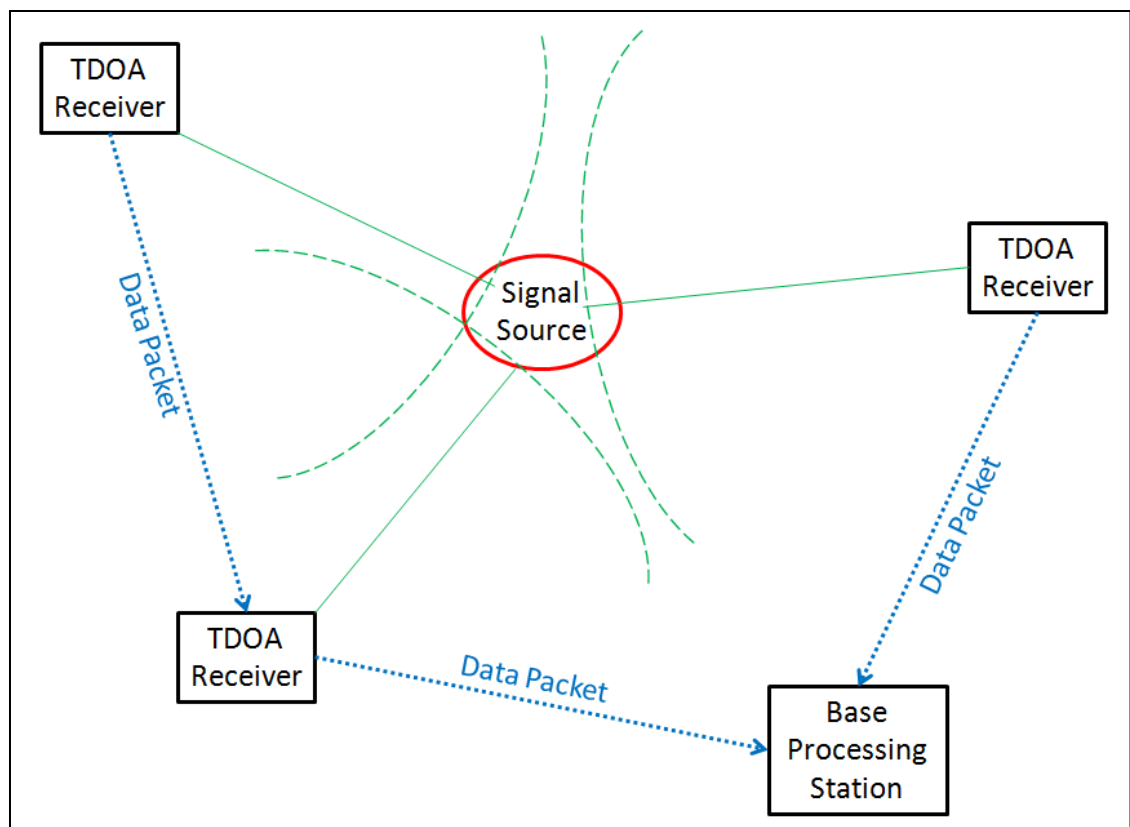 TDOA
Receiver
Signal
Source
TDOA
Receiver
Data Packet
Data Packet
TDOA
Receiver
Data Packet
Base
Processing
Station